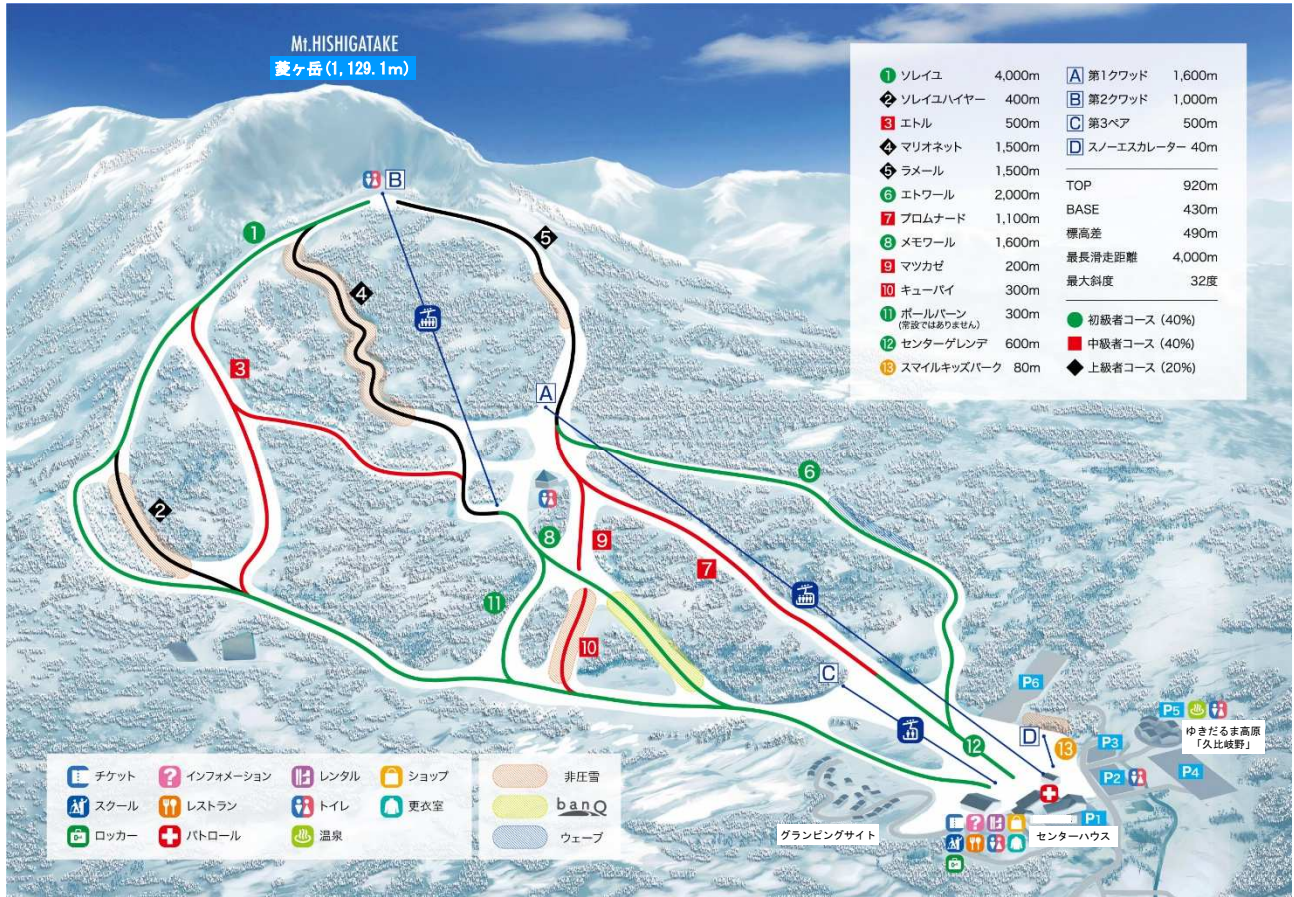 Mt.HISHIGATAKE
菱ヶ岳(1,129.1m)
1 ソレイユ 4,000m
2 ソレイユハイヤー 400m
3 エトル 500m
4 マリオネット 1,500m
5 ラメール 1,500m
6 エトワール 2,000m
7 プロムナード 1,100m
8 メモワール 1,600m
9 マツカゼ 200m
10 キューパイ 300m
11 ポールバーン 300m
(常設ではありません)
12 センターゲレンデ 600m
13 スマイルキッズパーク 80m
A 第1クワッド 1,600m
B 第2クワッド 1,000m
C 第3ペア 500m
D スノーエスカレーター 40m
TOP 920m
BASE 430m
標高差 490m
最長滑走距離 4,000m
最大斜度 32度
初級者コース (40%)
中級者コース (40%)
上級者コース (20%)
B
1
5
4
3
A
6
2
8
9
7
11
10
C
P6
P5
ゆきだるま高原
「久比岐野」
12
D
13
P3
P2
P4
P1
グランピングサイト
センターハウス
チケット
インフォメーション
レンタル
ショップ
スクール
レストラン
トイレ
更衣室
ロッカー
パトロール
温泉
非圧雪
banQ
ウェーブ